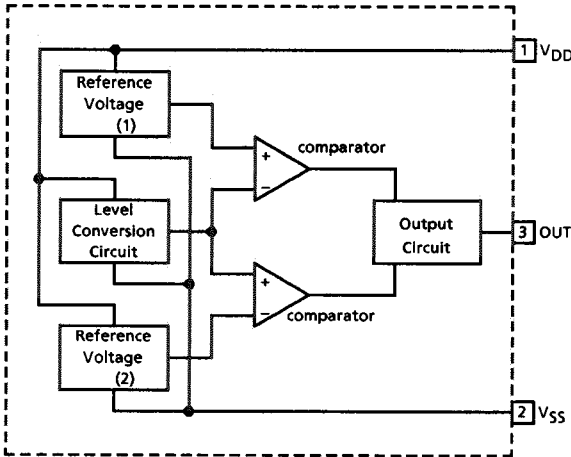 1 VDD
Reference
Voltage
(1)
comparator
+
−
Level
Conversion
Circuit
Output
Circuit
3 OUT
+
−
comparator
Reference
Voltage
(2)
2 VSS